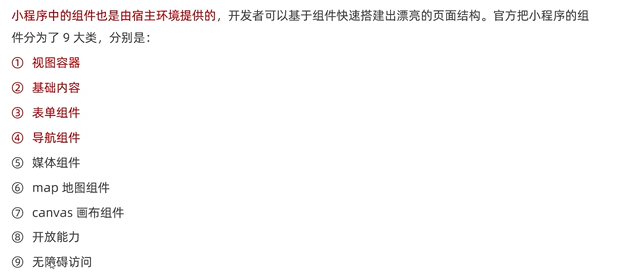 小程序中的组件也是由宿主环境提供的，开发者可以基于组件快速搭建出漂亮的页面结构。官方把小程序的组
件分为了 9 大类，分别是：
① 视图容器
② 基础内容
③ 表单组件
④ 导航组件
⑤ 媒体组件
⑥ map 地图组件
⑦ canvas 画布组件
⑧ 开放能力
⑨ 无障碍访问